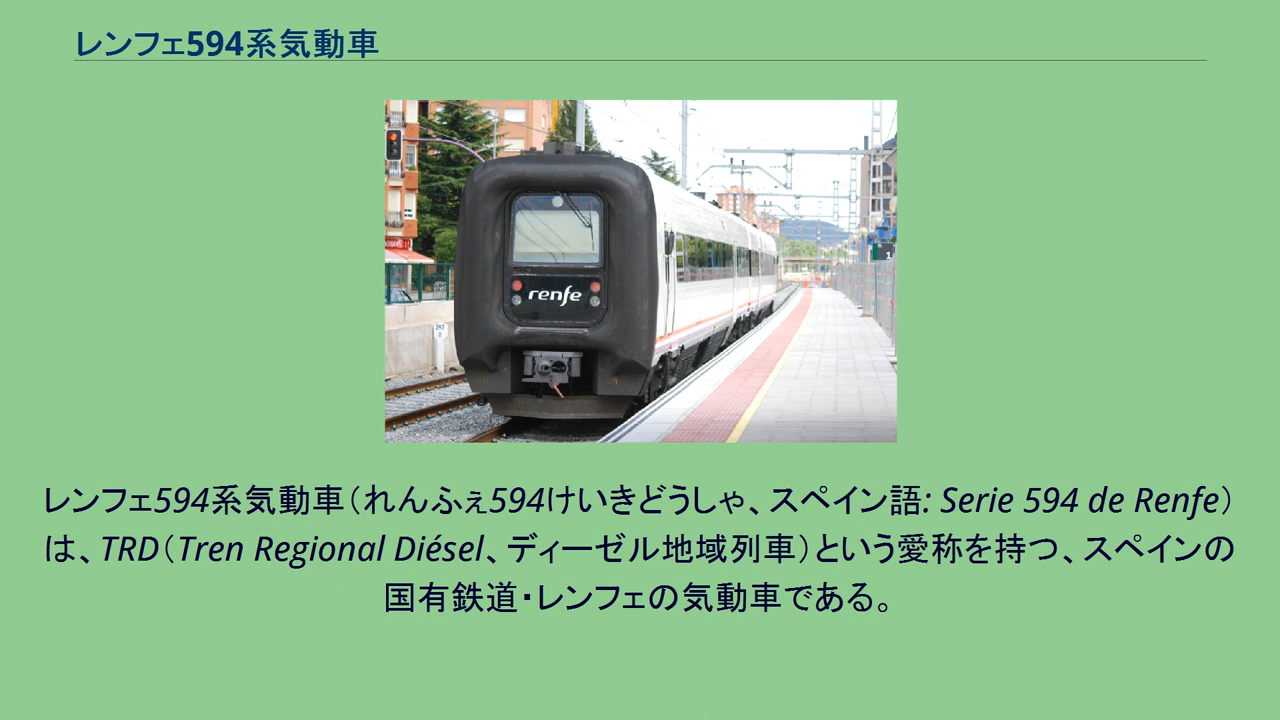 レンフェ594系気動車
renfe
レンフェ594系気動車（れんふぇ594けいきどうしゃ、スペイン語: Serie 594 de Renfe）
は、TRD（Tren Regional Diésel、ディーゼル地域列車）という愛称を持つ、スペインの
国有鉄道・レンフェの気動車である。